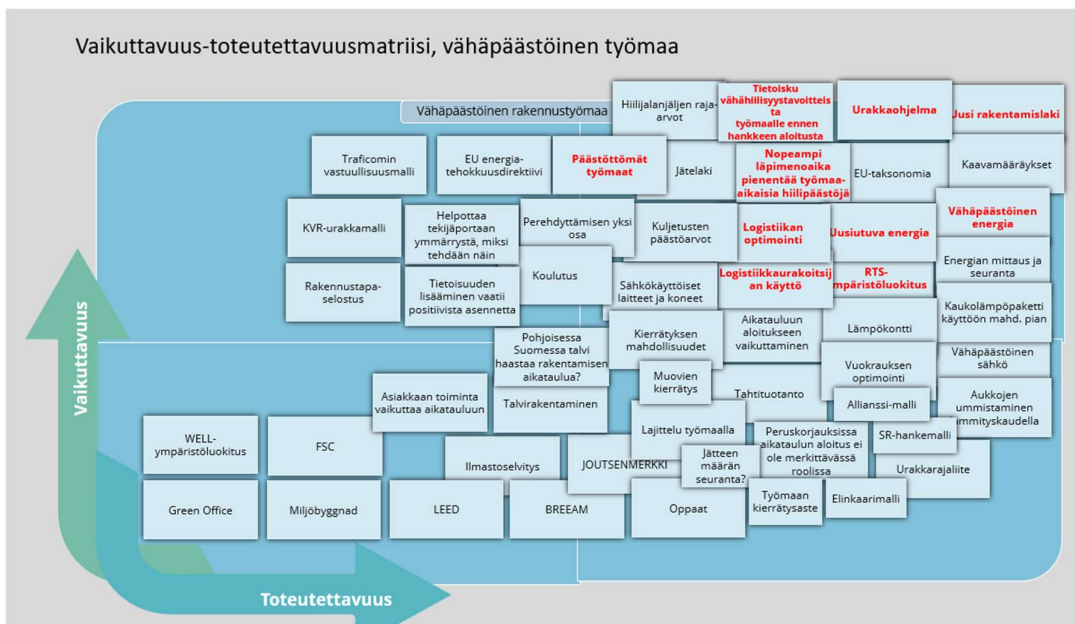 Vaikuttavuus-toteutettavuusmatriisi, vähäpäästöinen työmaa
Vähäpäästöinen rakennustyömaa
Hiilijalanjäljen raja-
arvot
Tietoisku
vähähiilisyystavoitteis
ta
työmaalle ennen
hankkeen aloitusta
Urakkaohjelma
Uusi rakentamislaki
Traficomin
vastuullisuusmalli
EU energia-
tehokkuusdirektiivi
Päästöttömät
työmaat
Jätelaki
Nopeampi
läpimenoaika
pienentää työmaa-
aikaisia hiilipäästöjä
EU-taksonomia
Kaavamääräykset
KVR-urakkamalli
Helpottaa
tekijäportaan
ymmärrystä, miksi
tehdään näin
Perehdyttämisen yksi
osa
Kuljetusten
päästöarvot
Logistiikan
optimointi
Uusiutuva energia
Vähäpäästöinen
energia
Rakennustapa-
selostus
Tietoisuuden
lisääminen vaatii
positiivista asennetta
Koulutus
Sähkökäyttöiset
laitteet ja koneet
Logistiikkaurakoitsij
an käyttö
RTS-
mpäristöluokitus
Energian mittaus ja
seuranta
Pohjoisessa
Suomessa talvi
haastaa rakentamisen
aikataulua?
Kierrätyksen
mahdollisuudet
Aikatauluun
aloitukseen
vaikuttaminen
Lämpökontti
Kaukolämpöpaketti
käyttöön mahd. pian
Asiakkaan toiminta
vaikuttaa aikatauluun
Talvirakentaminen
Muovien
kierrätys
Tahtituotanto
Vuokrauksen
optimointi
Vähäpäästöinen
sähkö
Allianssi-malli
Aukkojen
ummistaminen
mmityskaudella
WELL-
ympäristöluokitus
FSC
Ilmastoselvitys
JOUTSENMERKKI
Lajittelu työmaalla
Jätteen
määrän
seuranta?
Peruskorjauksissa
aikataulun aloitus ei
ole merkittävässä
roolissa
SR-hankemalli
Urakkarajaliite
Green Office
Miljöbyggnad
LEED
BREEAM
Oppaat
Työmaan
kierrätysaste
Elinkaarimalli
Vaikuttavuus
Toteutettavuus